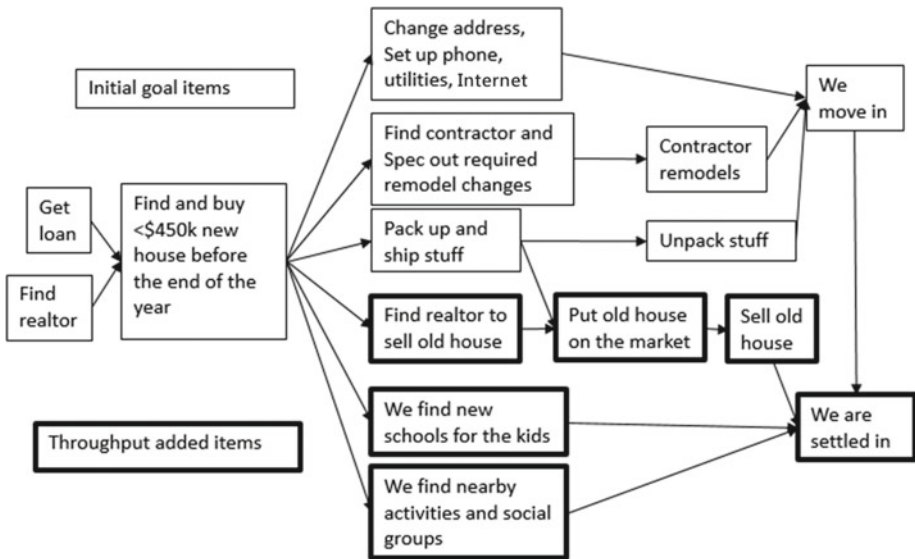 Initial goal items
Get
loan
Find
realtor
Find and buy
<$450k new
house before
the end of the
year
Change address,
Set up phone,
utilities, Internet
Find contractor and
Spec out required
remodel changes
Contractor
remodels
We
move in
Pack up and
ship stuff
Unpack stuff
Find realtor to
sell old house
Put old house
on the market
Sell old
house
We find new
schools for the kids
We are
settled in
Throughput added items
We find nearby
activities and social
groups